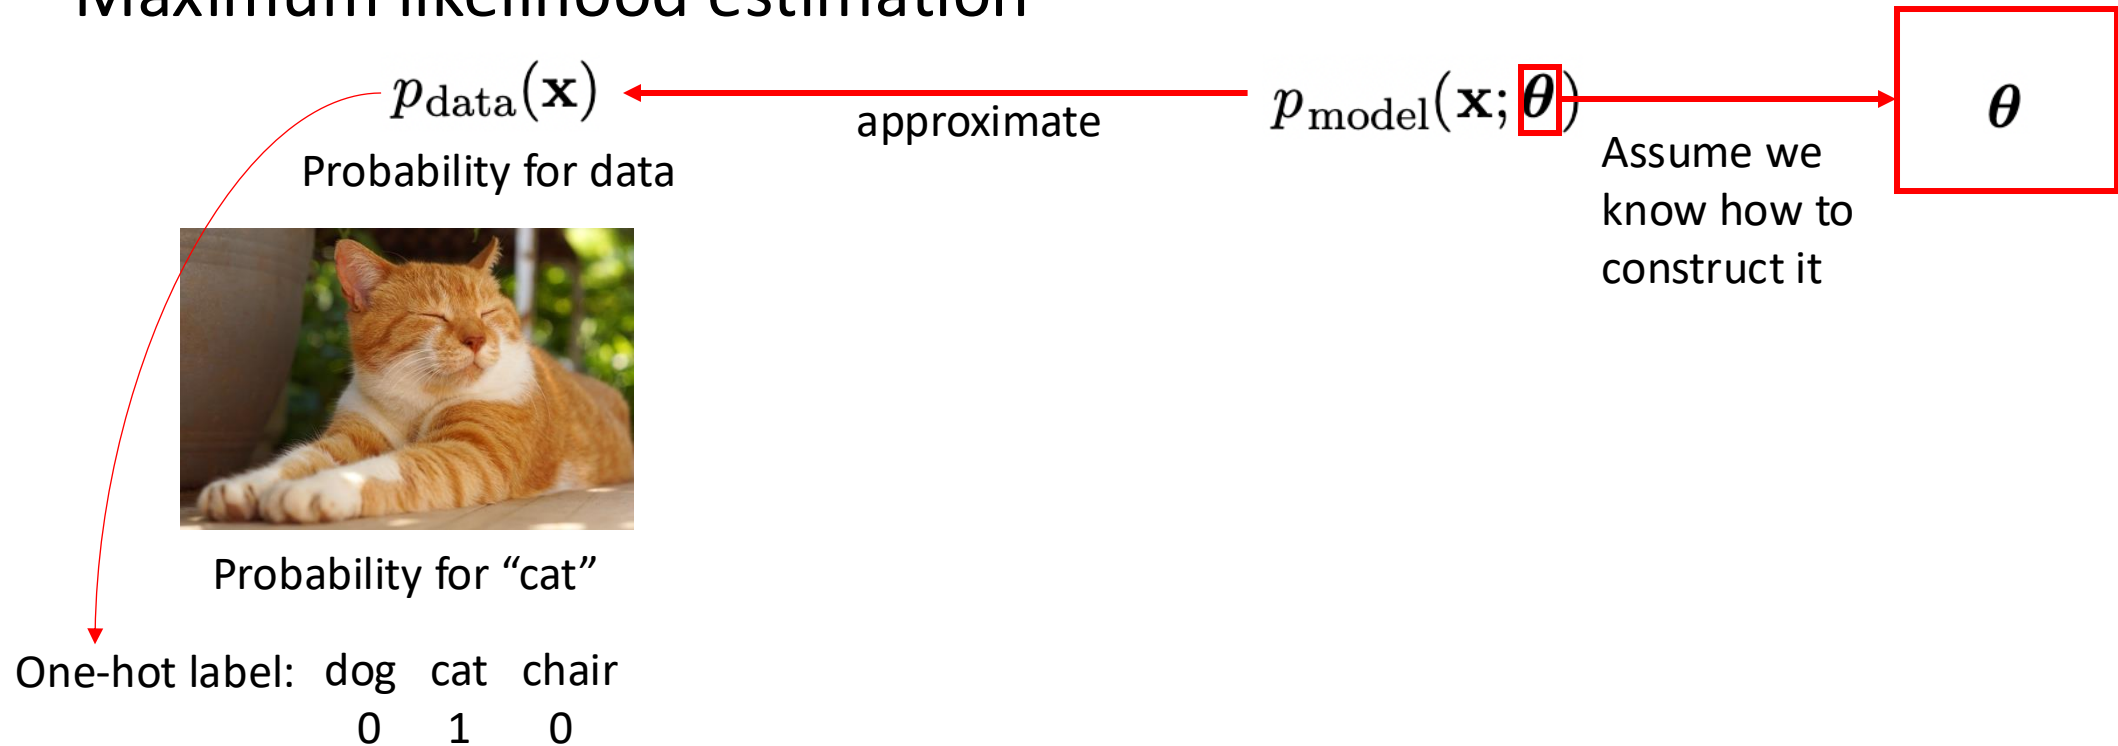 Maximum likelihood estimation
p_data(x)
approximate
p_model(x; θ)
θ
Probability for data
Assume we
know how to
construct it
Probability for “cat”
One-hot label: dog cat chair
0 1 0